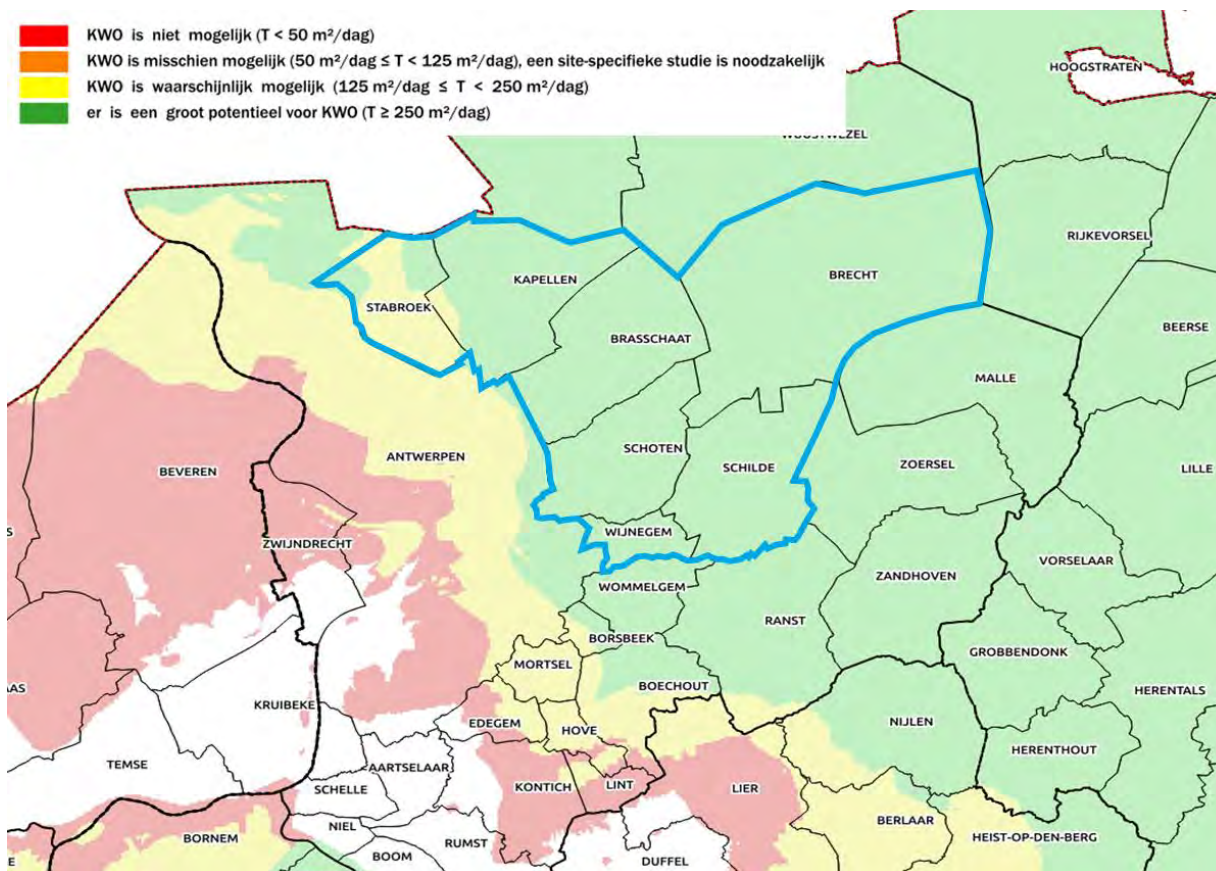 KWO is niet mogelijk (T < 50 m²/dag)
KWO is misschien mogelijk (50 m²/dag ≤ T < 125 m²/dag), een site-specifieke studie is noodzakelijk
KWO is waarschijnlijk mogelijk (125 m²/dag ≤ T < 250 m²/dag)
er is een groot potentieel voor KWO (T ≥ 250 m²/dag)
HOOGSTRATEN
WUUSTWEZEL
RIJKEVORSEL
KAPELLEN
BRECHT
STABROEK
BEERSE
BRASSCHAAT
MALLE
SCHOTEN
ANTWERPEN
SCHILDE
ZOERSEL
BEVEREN
LILLE
WIJNEGEM
ZWIJNDRECHT
VORSELAAR
ZANDHOVEN
WOMMELGEM
RANST
BORSBEEK
GROBBENDONK
MORTSEL
AAS
BOECHOUT
HERENTALS
KRUIBEKE
EDEGEM
NIJLEN
HOVE
HERENTHOUT
TEMSE
AARTSELAAR
KONTICH
LINT
LIER
SCHELLE
BERLAAR
NIEL
BORNEM
HEIST-OP-DEN-BERG
RUMST
BOOM
DUFFEL
E